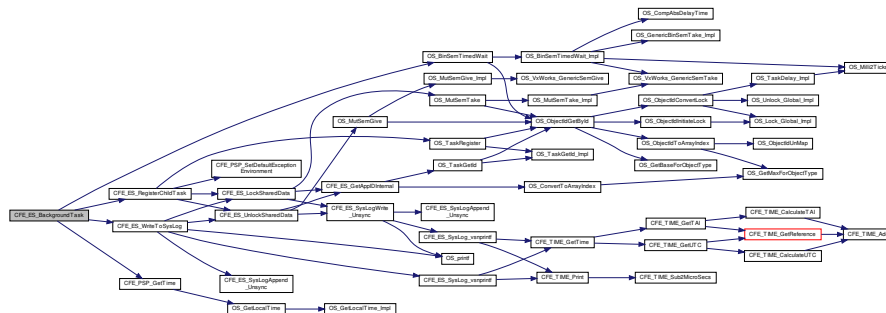 CFE_ES_BackgroundTask
CFE_ES_RegisterChildTask
CFE_ES_WriteToSysLog
CFE_PSP_GetTime
CFE_PSP_SetDefaultException
Environment
CFE_ES_LockSharedData
CFE_ES_UnlockSharedData
CFE_ES_SysLogAppend
_Unsync
OS_GetLocalTime
OS_MutSemGive
CFE_ES_GetAppIDInternal
CFE_ES_SysLogWrite
_Unsync
OS_GetLocalTime_Impl
OS_BinSemTimedWait
OS_MutSemGive_Impl
OS_MutSemTake
OS_TaskRegister
OS_TaskGetId
CFE_ES_SysLogAppend
_Unsync
CFE_ES_SysLog_vsnprintf
OS_printf
CFE_ES_SysLog_vsnprintf
OS_BinSemTimedWait_Impl
OS_VxWorks_GenericSemGive
OS_MutSemTake_Impl
OS_ObjectIdGetById
OS_TaskGetId_Impl
OS_ConvertToArrayIndex
CFE_TIME_GetTime
CFE_TIME_Print
OS_CompAbsDelayTime
OS_GenericBinSemTake_Impl
OS_VxWorks_GenericSemTake
OS_ObjectIdConvertLock
OS_ObjectIdInitiateLock
OS_ObjectIdToArrayIndex
OS_GetBaseForObjectType
CFE_TIME_GetTAI
CFE_TIME_GetUTC
CFE_TIME_Sub2MicroSecs
OS_TaskDelay_Impl
OS_Unlock_Global_Impl
OS_Lock_Global_Impl
OS_ObjectIdUnMap
OS_GetMaxForObjectType
CFE_TIME_CalculateTAI
CFE_TIME_GetReference
CFE_TIME_CalculateUTC
OS_Milli2Ticks
CFE_TIME_Add